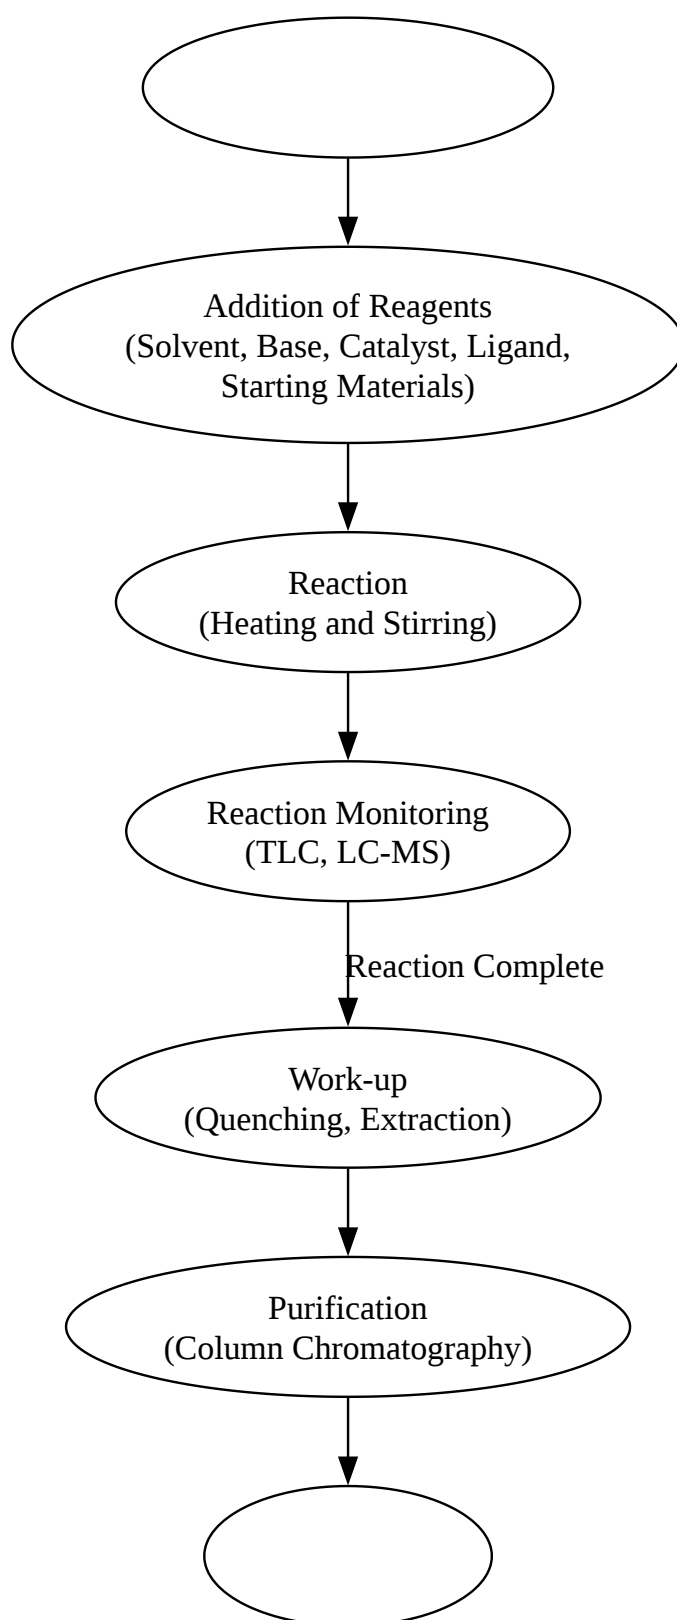 Addition of Reagents
(Solvent, Base, Catalyst, Ligand,
Starting Materials)
Reaction
(Heating and Stirring)
Reaction Monitoring
(TLC, LC-MS)
Reaction Complete
Work-up
(Quenching, Extraction)
Purification
(Column Chromatography)